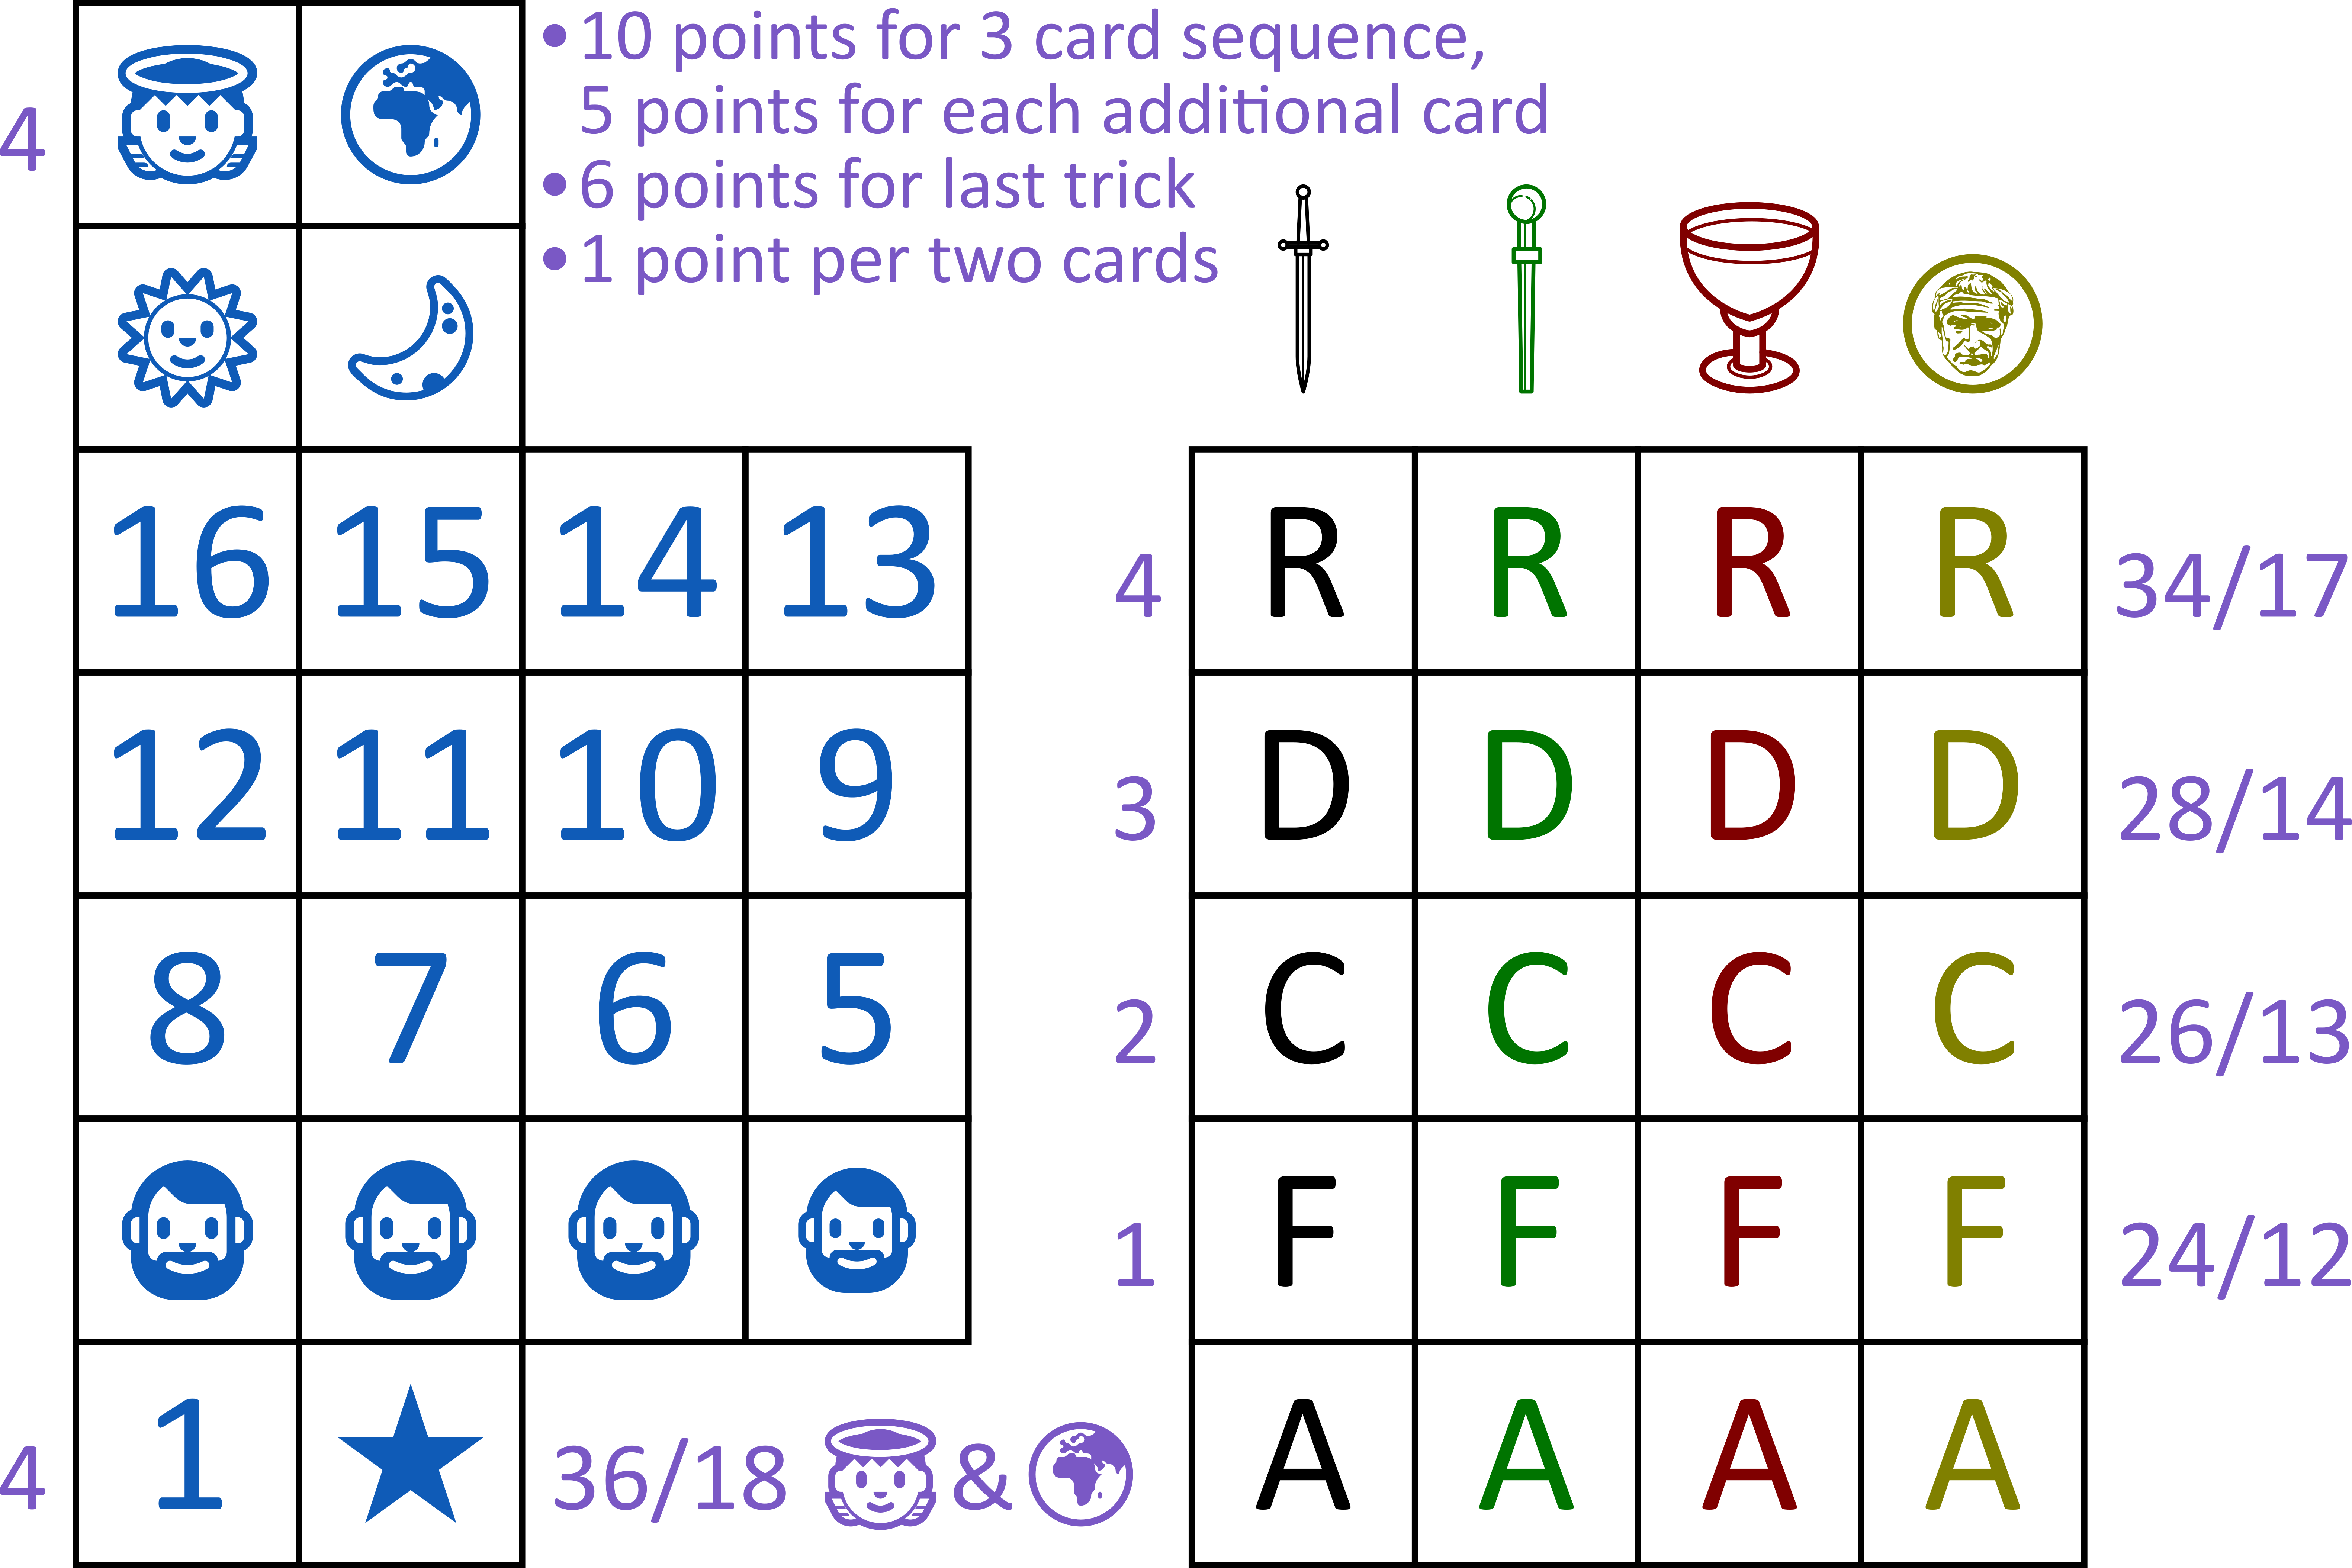 • 10 points for 3 card sequence,
5 points for each additional card
• 6 points for last trick
• 1 point per two cards
4
16 15 14 13
4 R R R R 34/17
12 11 10 9
3 D D D D 28/14
8 7 6 5
2 C C C C 26/13
1 F F F F 24/12
4 1 36/18 &
A A A A